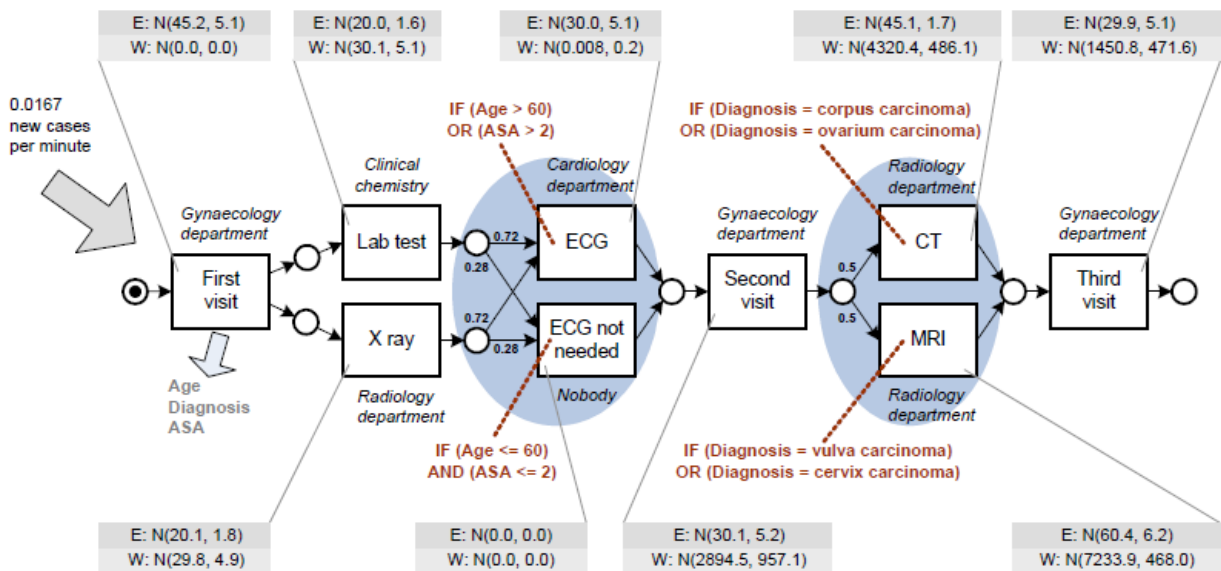 E: N(45.2, 5.1)
W: N(0.0, 0.0)
E: N(20.0, 1.6)
W: N(30.1, 5.1)
E: N(30.0, 5.1)
W: N(0.008, 0.2)
E: N(45.1, 1.7)
W: N(4320.4, 486.1)
E: N(29.9, 5.1)
W: N(1450.8, 471.6)
0.0167
new cases
per minute
IF (Age > 60)
OR (ASA > 2)
IF (Diagnosis = corpus carcinoma)
OR (Diagnosis = ovarium carcinoma)
Clinical
chemistry
Cardiology
department
Radiology
department
Gynaecology
department
Gynaecology
department
Gynaecology
department
Lab test
0.72
0.28
ECG
0.5
CT
First
visit
Second
visit
Third
visit
X ray
0.72
0.28
ECG not
needed
0.5
MRI
Age
Diagnosis
ASA
Radiology
department
Nobody
Radiology
department
IF (Age <= 60)
AND (ASA <= 2)
IF (Diagnosis = vulva carcinoma)
OR (Diagnosis = cervix carcinoma)
E: N(20.1, 1.8)
W: N(29.8, 4.9)
E: N(0.0, 0.0)
W: N(0.0, 0.0)
E: N(30.1, 5.2)
W: N(2894.5, 957.1)
E: N(60.4, 6.2)
W: N(7233.9, 468.0)